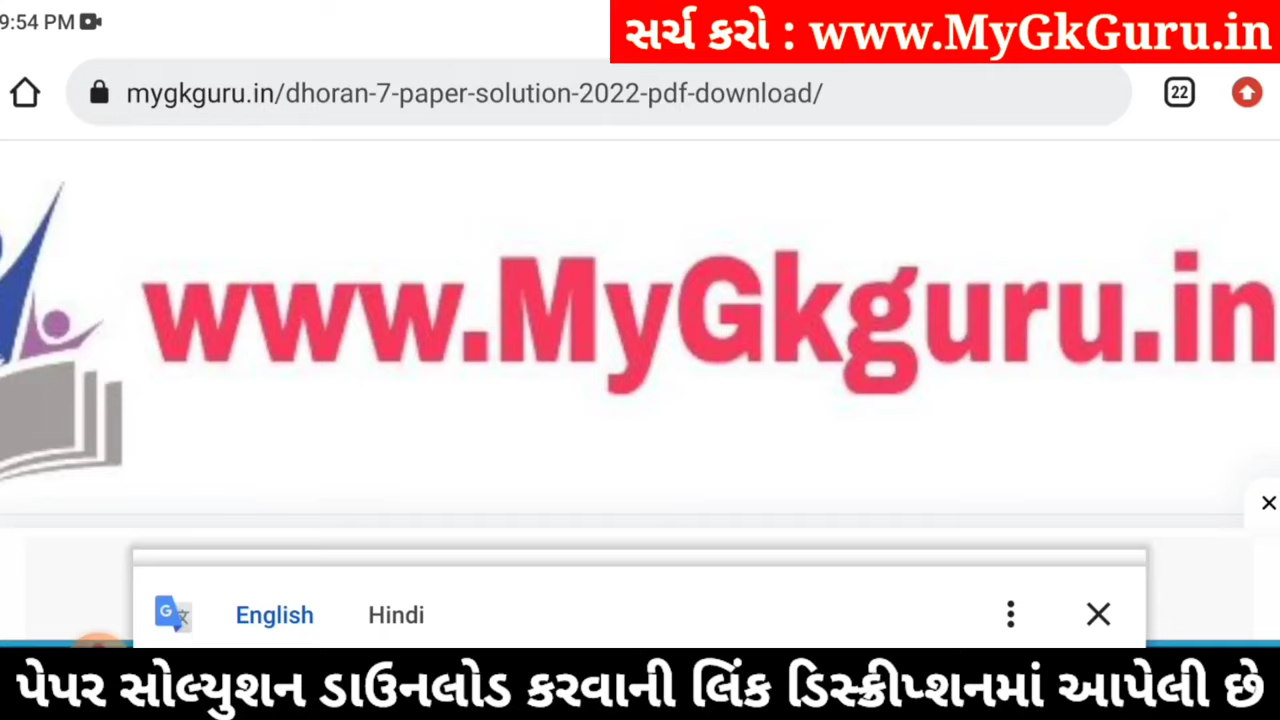 9:54 PM
સર્ચ કરો : www.MyGkGuru.in
mygkguru.in/dhoran-7-paper-solution-2022-pdf-download/
22
www.MyGkguru.in
English Hindi
પેપર સોલ્યુશન ડાઉનલોડ કરવાની લિંક ડિસ્ક્રીપ્શનમાં આપેલી છે